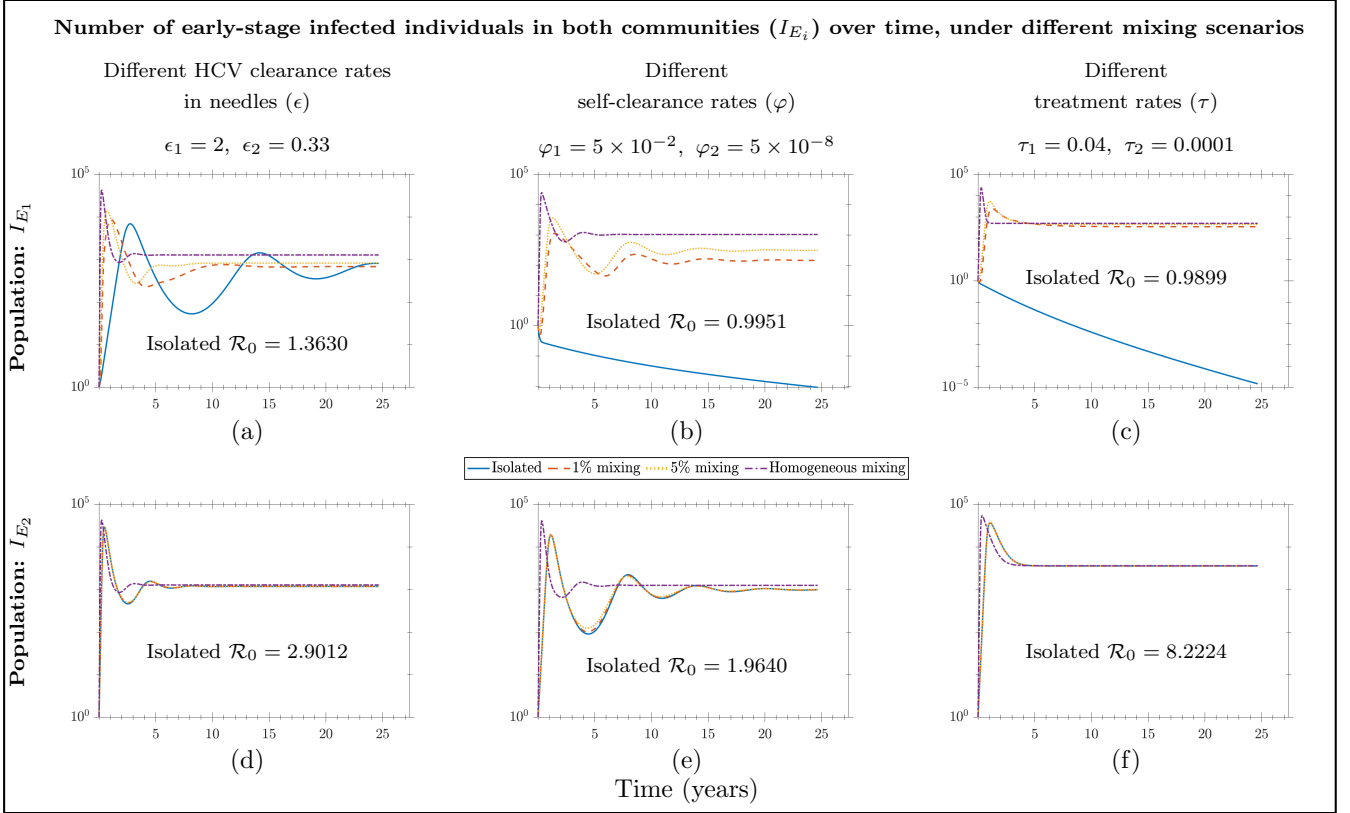 Number of early-stage infected individuals in both communities (I_{E_i}) over time, under different mixing scenarios
Different HCV clearance rates
in needles (ϵ)
ϵ₁ = 2, ϵ₂ = 0.33
Different
self-clearance rates (φ)
φ₁ = 5 × 10⁻², φ₂ = 5 × 10⁻⁸
Different
treatment rates (τ)
τ₁ = 0.04, τ₂ = 0.0001
Population: I_{E_1}
10⁵
10⁰
Isolated R₀ = 1.3630
5 10 15 20 25
(a)
10⁵
10⁰
Isolated R₀ = 0.9951
5 10 15 20 25
(b)
10⁵
10⁰
10⁻⁵
Isolated R₀ = 0.9899
5 10 15 20 25
(c)
Isolated 1% mixing 5% mixing Homogeneous mixing
Population: I_{E_2}
10⁵
10⁰
Isolated R₀ = 2.9012
5 10 15 20 25
(d)
10⁵
10⁰
Isolated R₀ = 1.9640
5 10 15 20 25
(e)
10⁵
10⁰
Isolated R₀ = 8.2224
5 10 15 20 25
(f)
Time (years)